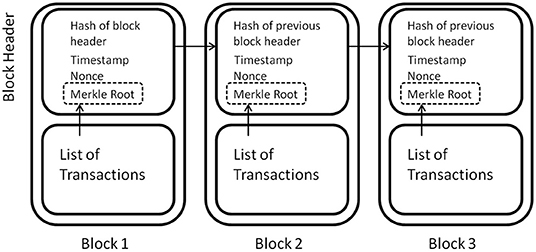 Block Header
Hash of block
header
Timestamp
Nonce
Merkle Root
List of
Transactions
Block 1
Hash of previous
block header
Timestamp
Nonce
Merkle Root
List of
Transactions
Block 2
Hash of previous
block header
Timestamp
Nonce
Merkle Root
List of
Transactions
Block 3